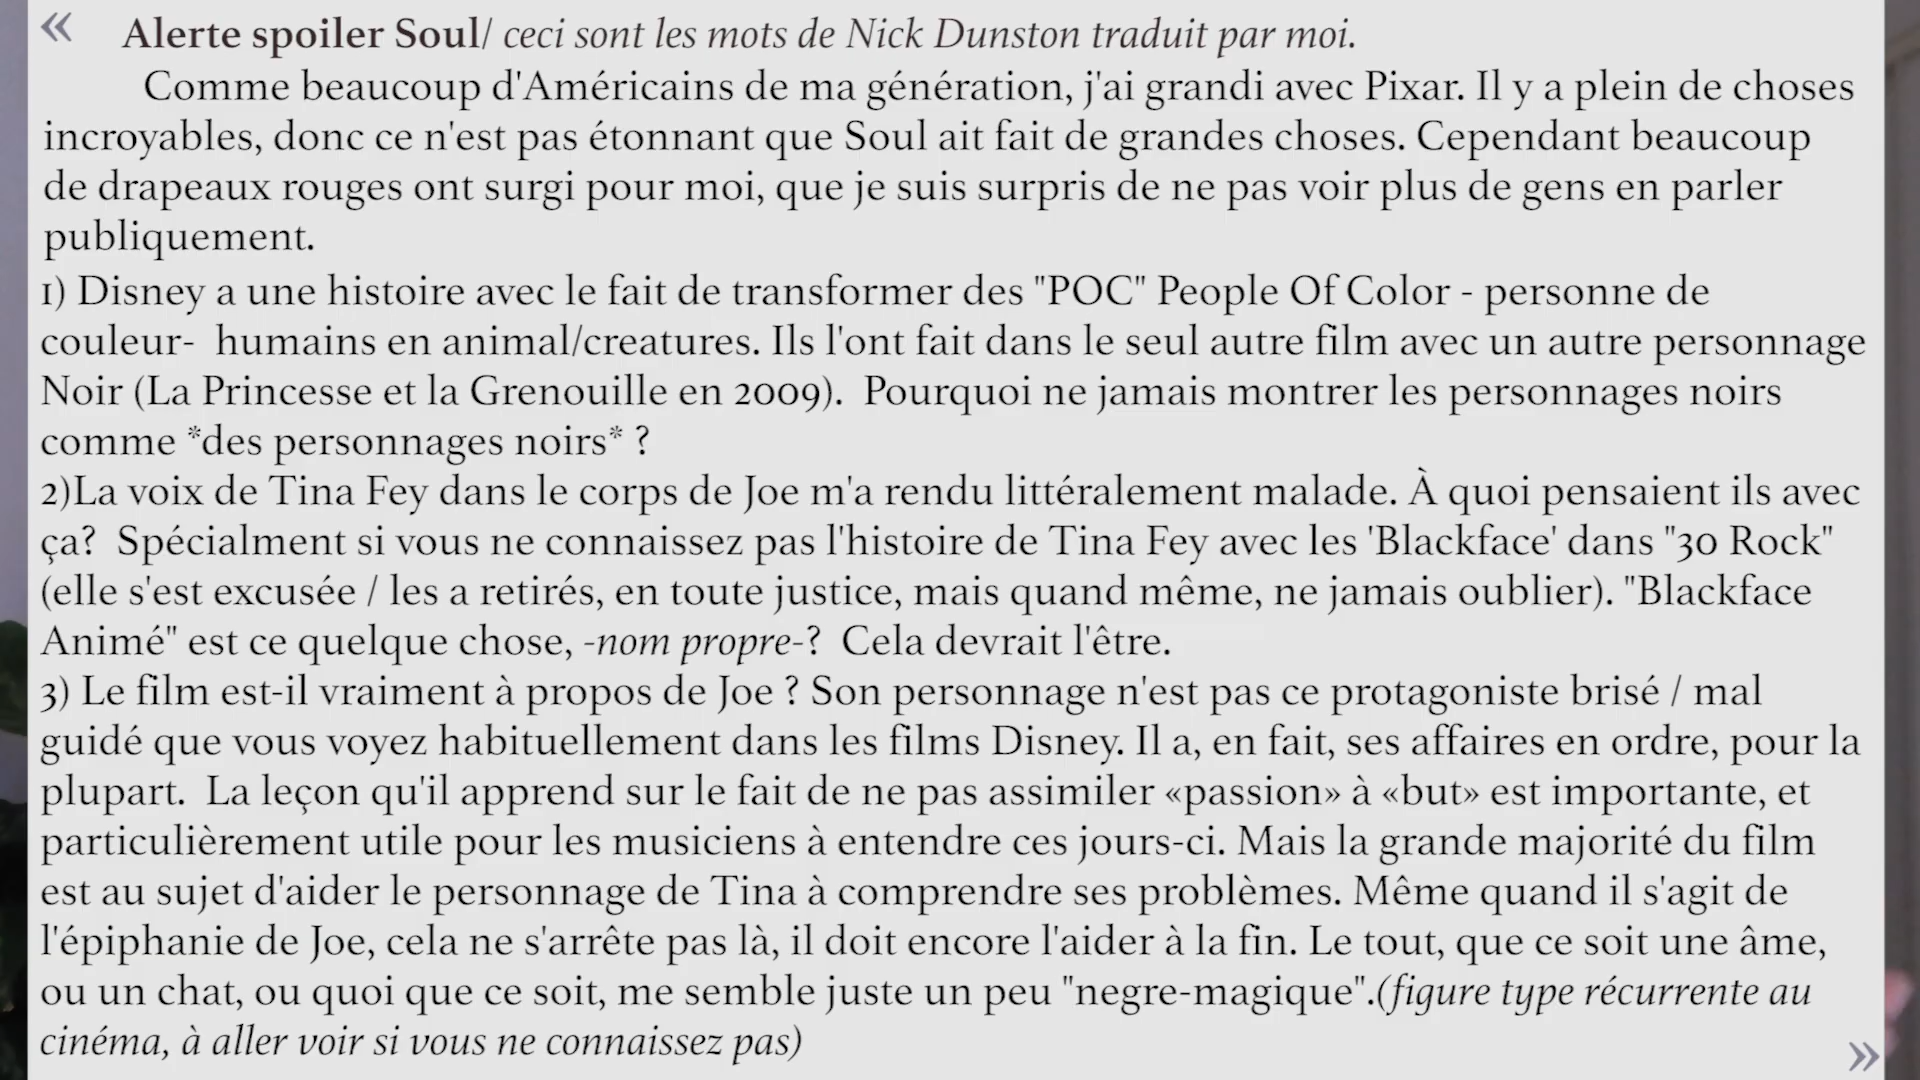 « Alerte spoiler Soul/ ceci sont les mots de Nick Dunston traduit par moi.
Comme beaucoup d'Américains de ma génération, j'ai grandi avec Pixar. Il y a plein de choses
incroyables, donc ce n'est pas étonnant que Soul ait fait de grandes choses. Cependant beaucoup
de drapeaux rouges ont surgi pour moi, que je suis surpris de ne pas voir plus de gens en parler
publiquement.
1) Disney a une histoire avec le fait de transformer des "POC" People Of Color - personne de
couleur- humains en animal/creatures. Ils l'ont fait dans le seul autre film avec un autre personnage
Noir (La Princesse et la Grenouille en 2009). Pourquoi ne jamais montrer les personnages noirs
comme *des personnages noirs* ?
2)La voix de Tina Fey dans le corps de Joe m'a rendu littéralement malade. À quoi pensaient ils avec
ça? Spécialment si vous ne connaissez pas l'histoire de Tina Fey avec les 'Blackface' dans "30 Rock"
(elle s'est excusée / les a retirés, en toute justice, mais quand même, ne jamais oublier). "Blackface
Animé" est ce quelque chose, -nom propre-? Cela devrait l'être.
3) Le film est-il vraiment à propos de Joe ? Son personnage n'est pas ce protagoniste brisé / mal
guidé que vous voyez habituellement dans les films Disney. Il a, en fait, ses affaires en ordre, pour la
plupart. La leçon qu'il apprend sur le fait de ne pas assimiler «passion» à «but» est importante, et
particulièrement utile pour les musiciens à entendre ces jours-ci. Mais la grande majorité du film
est au sujet d'aider le personnage de Tina à comprendre ses problèmes. Même quand il s'agit de
l'épiphanie de Joe, cela ne s'arrête pas là, il doit encore l'aider à la fin. Le tout, que ce soit une âme,
ou un chat, ou quoi que ce soit, me semble juste un peu "negre-magique".(figure type récurrente au
cinéma, à aller voir si vous ne connaissez pas) »